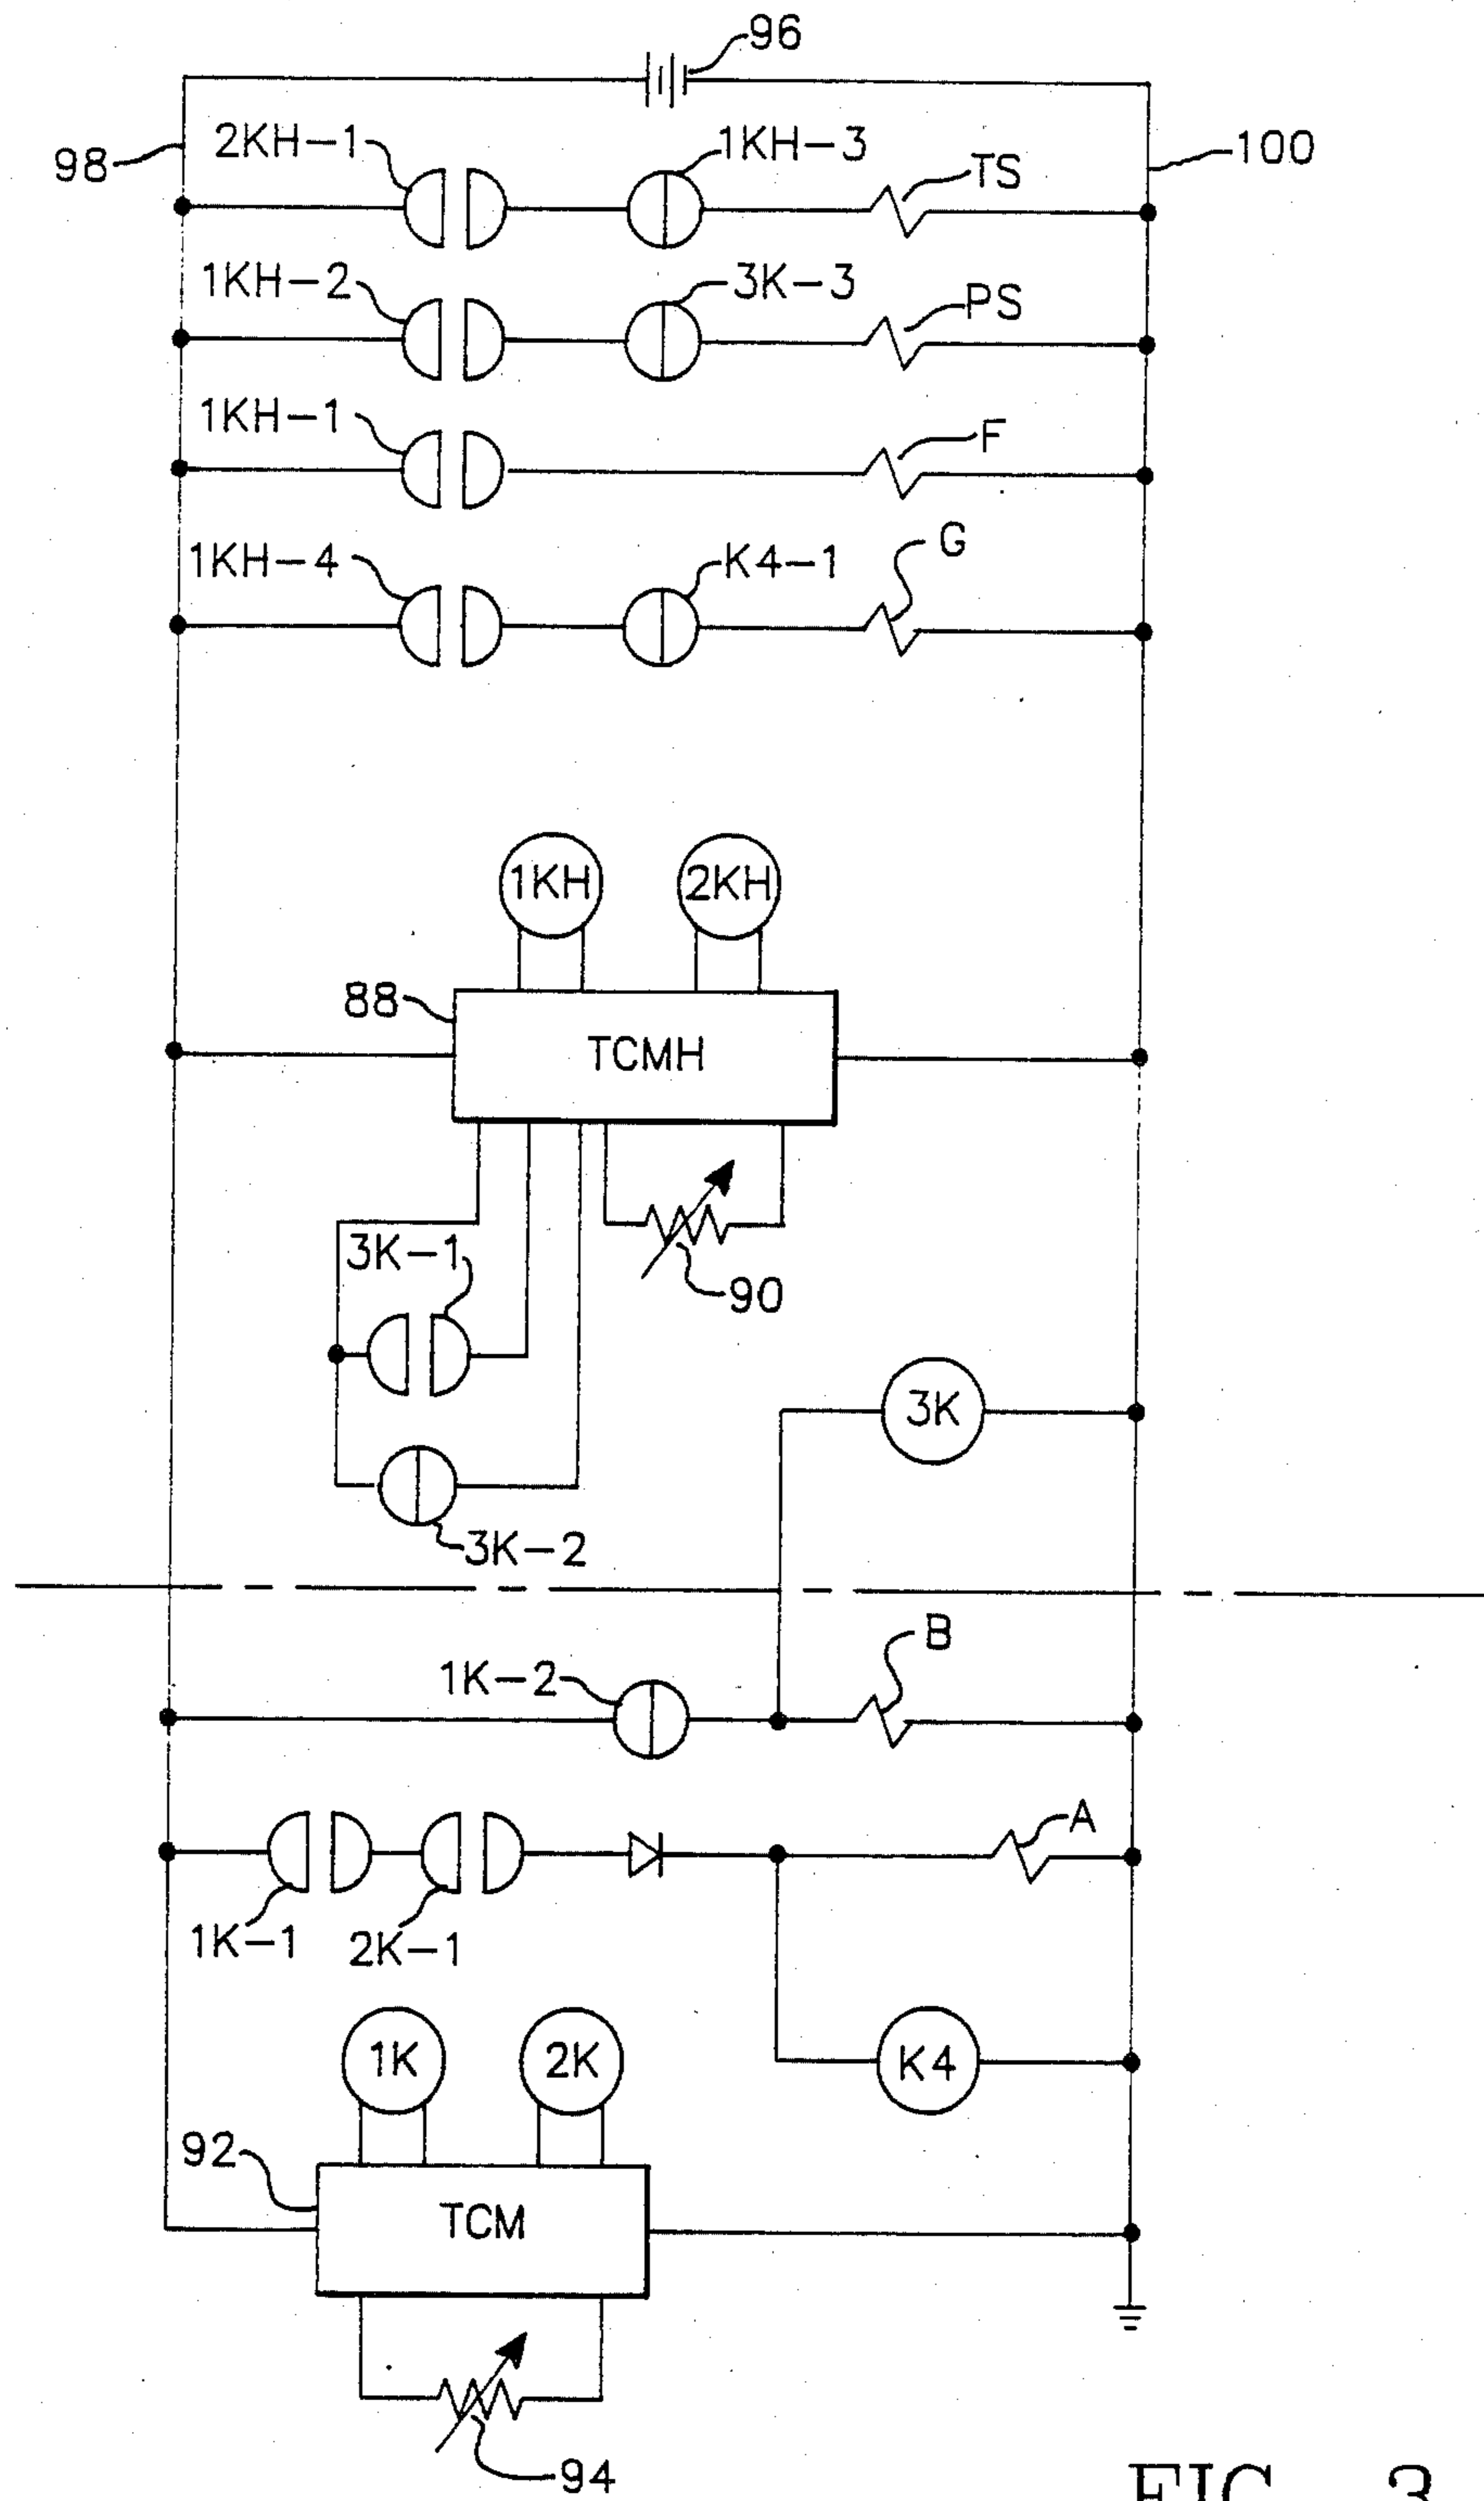 96
98
2KH-1
1KH-3
TS
100
1KH-2
3K-3
PS
1KH-1
F
1KH-4
K4-1
G
1KH
2KH
88
TCMH
3K-1
90
3K
3K-2
B
1K-2
A
1K-1
2K-1
1K
2K
K4
92
TCM
94
FIG. 3